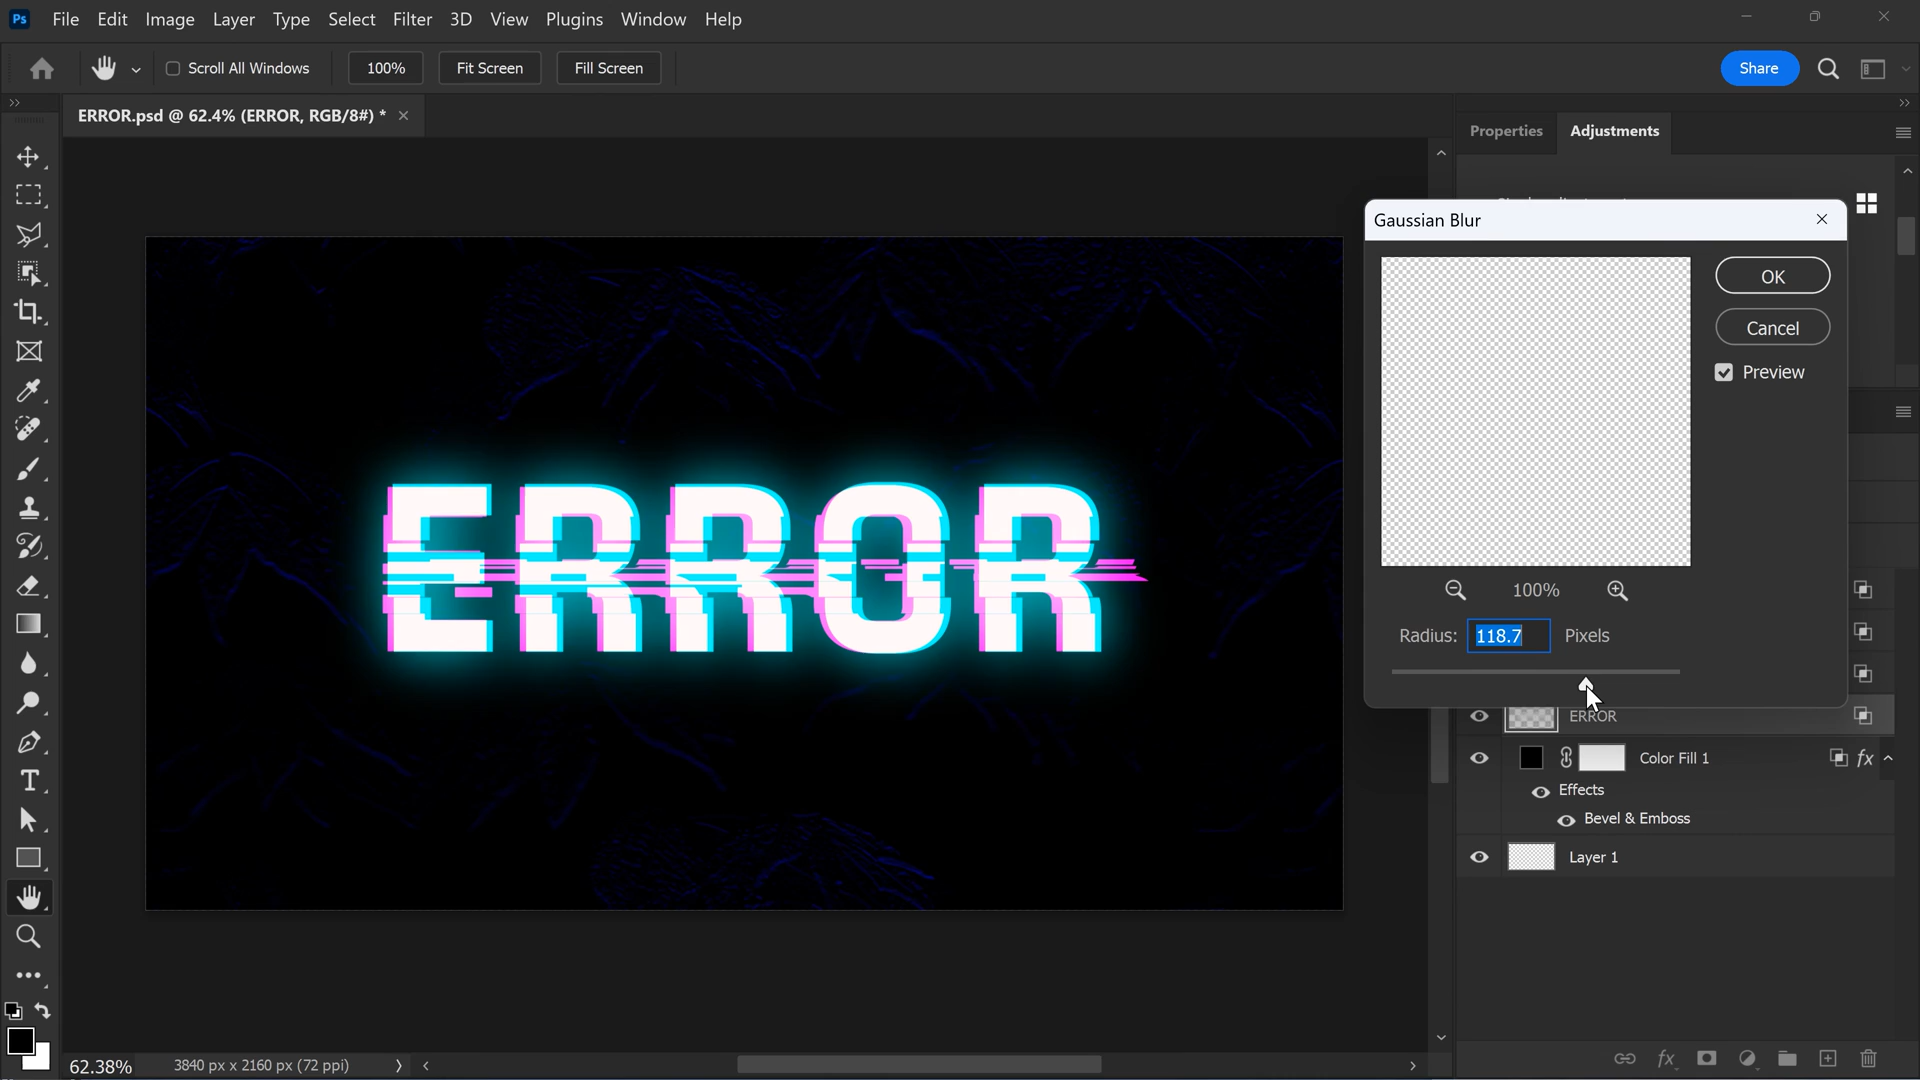 Ps File Edit Image Layer Type Select Filter 3D View Plugins Window Help
Scroll All Windows 100% Fit Screen Fill Screen Share
ERROR.psd @ 62.4% (ERROR, RGB/8#) *
Properties Adjustments
Gaussian Blur
OK
Cancel
Preview
ERROR
100%
Radius: 118.7 Pixels
ERROR
Color Fill 1 fx
Effects
Bevel & Emboss
Layer 1
T
62.38% 3840 px x 2160 px (72 ppi) fx